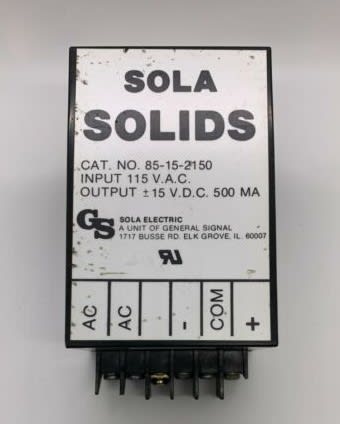 SOLA
SOLIDS
CAT. NO. 85-15-2150
INPUT 115 V.A.C.
OUTPUT ±15 V.D.C. 500 MA
GS SOLA ELECTRIC
A UNIT OF GENERAL SIGNAL
1717 BUSSE RD. ELK GROVE, IL. 60007
RU
AC AC - COM +